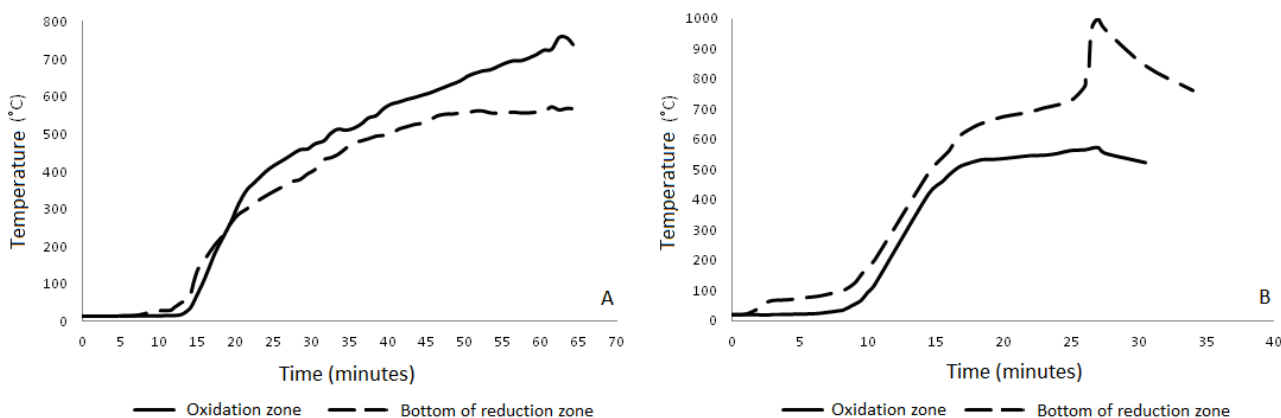 800
700
600
500
400
300
200
100
0
Temperature (˚C)
0 5 10 15 20 25 30 35 40 45 50 55 60 65 70
Time (minutes)
A
Oxidation zone Bottom of reduction zone
1000
900
800
700
600
500
400
300
200
100
0
Temperature (˚C)
0 5 10 15 20 25 30 35 40
Time (minutes)
B
Oxidation zone Bottom of reduction zone